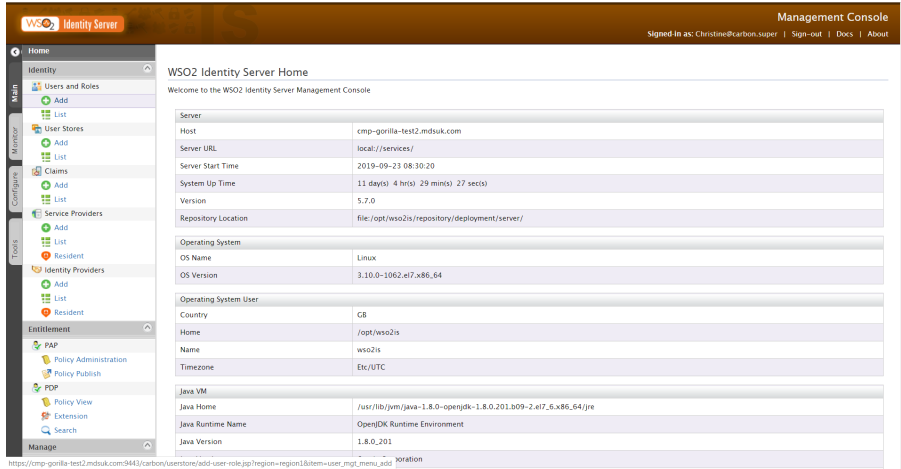 WSO2 Identity Server
Management Console
Signed-in as: Christine@carbon.super | Sign-out | Docs | About
Main
Monitor
Configure
Tools
Home
Identity
Users and Roles
Add
List
User Stores
Add
List
Claims
Add
List
Service Providers
Add
List
Resident
Identity Providers
Add
List
Resident
Entitlement
PAP
Policy Administration
Policy Publish
PDP
Policy View
Extension
Search
Manage
WSO2 Identity Server Home
Welcome to the WSO2 Identity Server Management Console
Server
Host cmp-gorilla-test2.mdsuk.com
Server URL local://services/
Server Start Time 2019-09-23 08:30:20
System Up Time 11 day(s) 4 hr(s) 29 min(s) 27 sec(s)
Version 5.7.0
Repository Location file:/opt/wso2is/repository/deployment/server/
Operating System
OS Name Linux
OS Version 3.10.0-1062.el7.x86_64
Operating System User
Country GB
Home /opt/wso2is
Name wso2is
Timezone Etc/UTC
Java VM
Java Home /usr/lib/jvm/java-1.8.0-openjdk-1.8.0.201.b09-2.el7_6.x86_64/jre
Java Runtime Name OpenJDK Runtime Environment
Java Version 1.8.0_201
https://cmp-gorilla-test2.mdsuk.com:9443/carbon/userstore/add-user-role.jsp?region=region1&item=user_mgt_menu_add